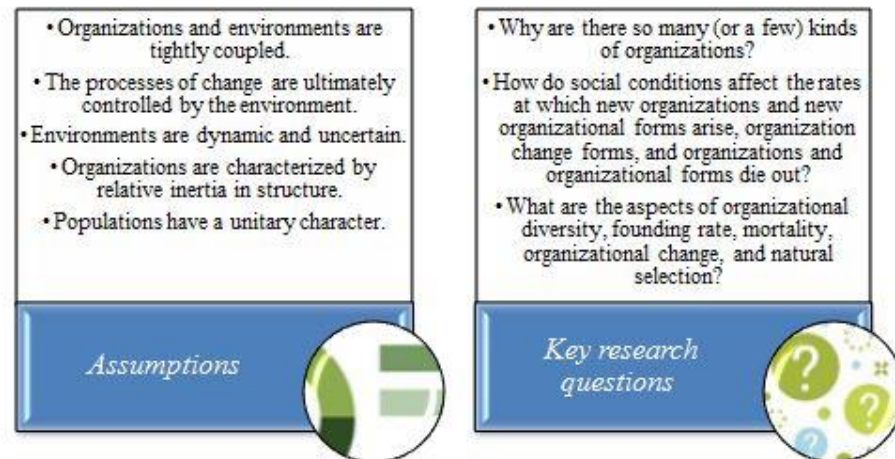 • Organizations and environments are
tightly coupled.
• The processes of change are ultimately
controlled by the environment.
• Environments are dynamic and uncertain.
• Organizations are characterized by
relative inertia in structure.
• Populations have a unitary character.
Assumptions
• Why are there so many (or a few) kinds
of organizations?
• How do social conditions affect the rates
at which new organizations and new
organizational forms arise, organization
change forms, and organizations and
organizational forms die out?
• What are the aspects of organizational
diversity, founding rate, mortality,
organizational change, and natural
selection?
Key research
questions